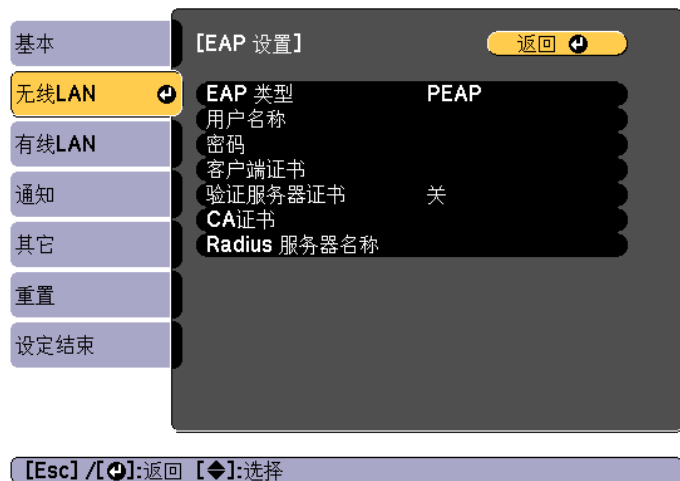 基本
无线LAN
有线LAN
通知
其它
重置
设定结束
[EAP 设置]
返回
EAP 类型 PEAP
用户名称
密码
客户端证书
验证服务器证书 关
CA证书
Radius 服务器名称
[Esc] /[⏎]:返回 [◆]:选择